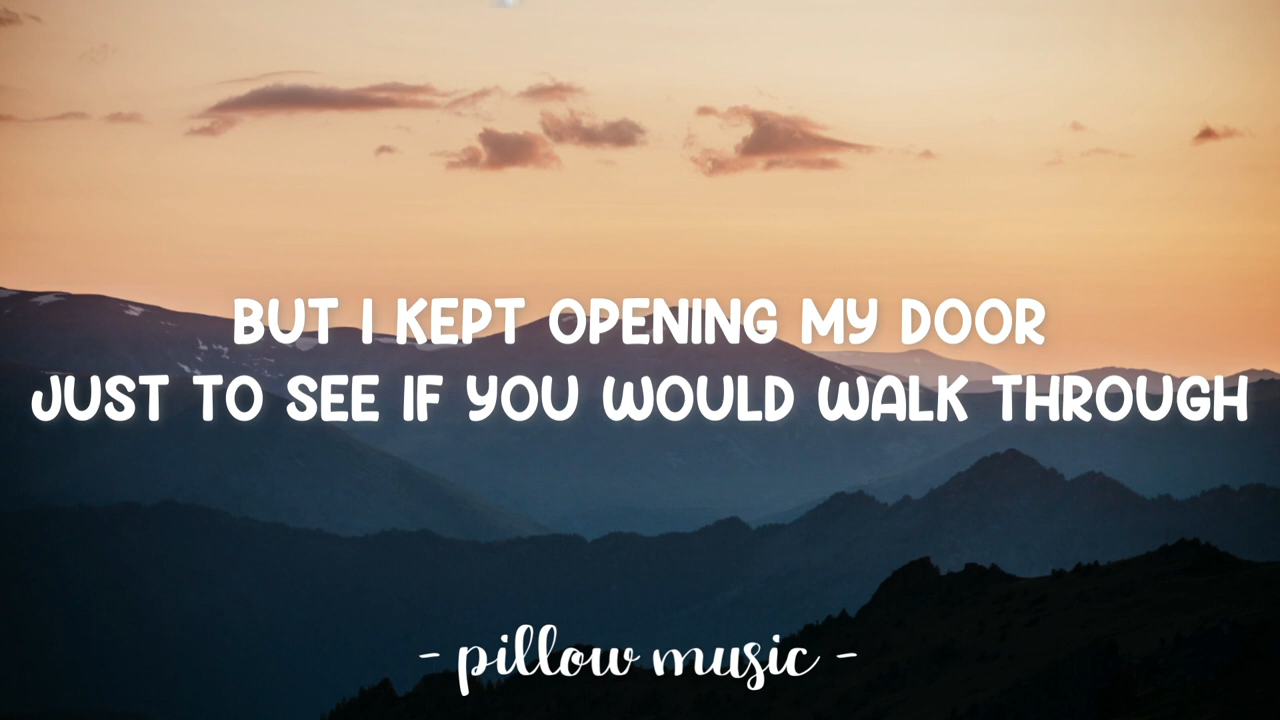 BUT I KEPT OPENING MY DOOR
JUST TO SEE IF YOU WOULD WALK THROUGH
- pillow music -